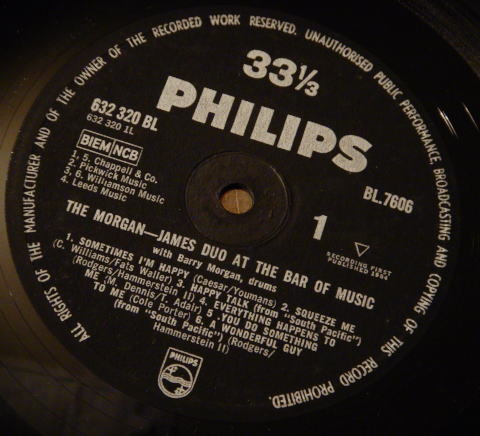 ALL RIGHTS OF THE MANUFACTURER AND OF THE OWNER OF THE RECORDED WORK RESERVED. UNAUTHORISED PUBLIC PERFORMANCE, BROADCASTING AND COPYING OF THIS RECORD PROHIBITED.
33⅓
PHILIPS
632 320 BL
632 320 1L
BIEM/NCB
1. 5. Chappell & Co.
2. Pickwick Music
3. 6. Williamson Music
4. Leeds Music
BL.7606
1
RECORDING FIRST
PUBLISHED 1964
THE MORGAN—JAMES DUO AT THE BAR OF MUSIC
with Barry Morgan, drums
1. SOMETIMES I'M HAPPY (Caesar/Youmans) 2. SQUEEZE ME
(C. Williams/Fats Waller) 3. HAPPY TALK (from "South Pacific")
(Rodgers/Hammerstein II) 4. EVERYTHING HAPPENS TO
ME (M. Dennis/T. Adair) 5. YOU DO SOMETHING
TO ME (Cole Porter) 6. A WONDERFUL GUY
(from "South Pacific") (Rodgers/
Hammerstein II)
PHILIPS